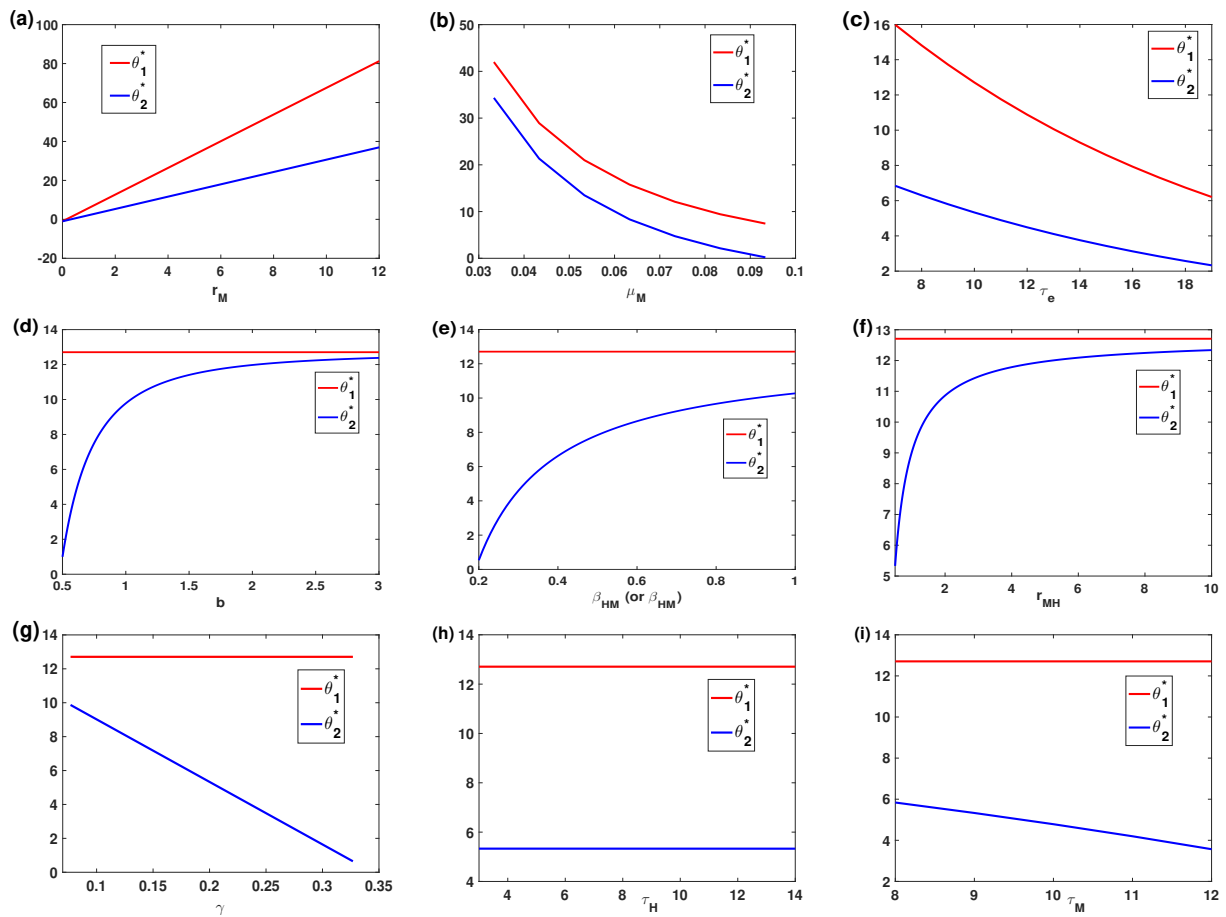 (a)
100
80
60
40
20
0
-20
0 2 4 6 8 10 12
r_M
θ*_1
θ*_2
(b)
50
40
30
20
10
0
0.03 0.04 0.05 0.06 0.07 0.08 0.09 0.1
μ_M
θ*_1
θ*_2
(c)
16
14
12
10
8
6
4
2
8 10 12 14 16 18
τ_e
θ*_1
θ*_2
(d)
14
12
10
8
6
4
2
0
0.5 1 1.5 2 2.5 3
b
θ*_1
θ*_2
(e)
14
12
10
8
6
4
2
0
0.2 0.4 0.6 0.8 1
β_HM (or β_HM)
θ*_1
θ*_2
(f)
13
12
11
10
9
8
7
6
5
2 4 6 8 10
r_MH
θ*_1
θ*_2
(g)
14
12
10
8
6
4
2
0
0.1 0.15 0.2 0.25 0.3 0.35
γ
θ*_1
θ*_2
(h)
14
12
10
8
6
4
4 6 8 10 12 14
τ_H
θ*_1
θ*_2
(i)
14
12
10
8
6
4
2
8 9 10 11 12
τ_M
θ*_1
θ*_2